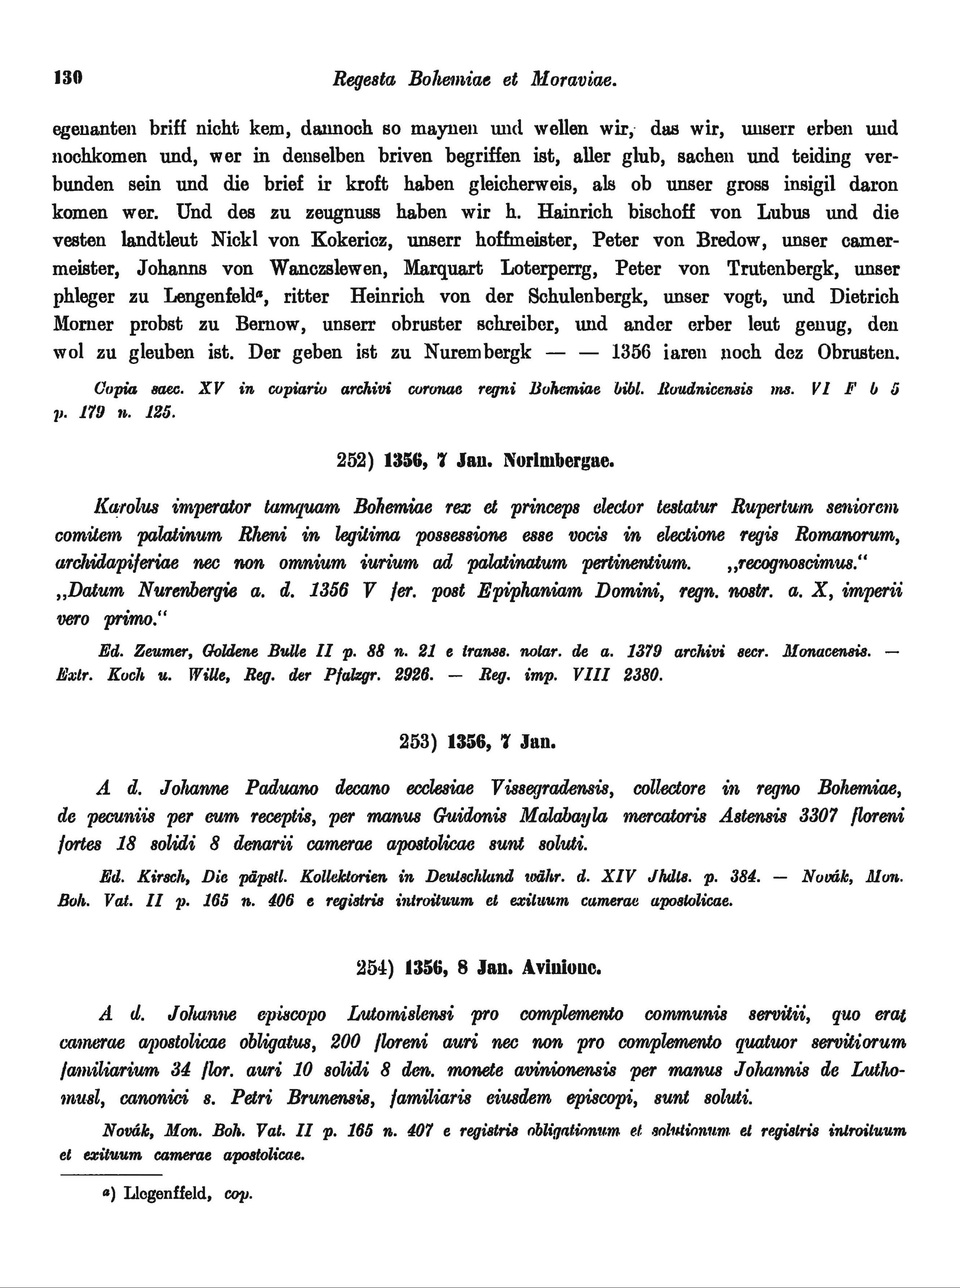 130 Regesta Bohemiae et Moraviae.
egenanten briff nicht kem, dannoch so maynen und wellen wir, das wir, unserr erben und
nochkomen und, wer in denselben briven begriffen ist, aller glub, sachen und teiding ver-
bunden sein und die brief ir kroft haben gleicherweis, als ob unser gross insigil daron
komen wer. Und des zu zeugnuss haben wir h. Hainrich bischoff von Lubus und die
vesten landtleut Nickl von Kokericz, unserr hoffmeister, Peter von Bredow, unser camer-
meister, Johanns von Wanczslewen, Marquart Loterperrg, Peter von Trutenbergk, unser
phleger zu Lengenfeldᵃ, ritter Heinrich von der Schulenbergk, unser vogt, und Dietrich
Morner probst zu Bernow, unserr obruster schreiber, und ander erber leut genug, den
wol zu gleuben ist. Der geben ist zu Nurembergk — — 1356 iaren noch dez Obrusten.
Copia saec. XV in copiario archivi coronae regni Bohemiae bibl. Roudnicensis ms. VI F b 5
p. 179 n. 125.
252) 1356, 7 Jan. Norimbergae.
Karolus imperator tamquam Bohemiae rex et princeps elector testatur Rupertum seniorem
comitem palatinum Rheni in legitima possessione esse vocis in electione regis Romanorum,
archidapiferiae nec non omnium iurium ad palatinatum pertinentium. „recognoscimus.“
„Datum Nurenbergie a. d. 1356 V fer. post Epiphaniam Domini, regn. nostr. a. X, imperii
vero primo.“
Ed. Zeumer, Goldene Bulle II p. 88 n. 21 e transs. notar. de a. 1379 archivi secr. Monacensis. —
Extr. Koch u. Wille, Reg. der Pfalzgr. 2926. — Reg. imp. VIII 2380.
253) 1356, 7 Jan.
A d. Johanne Paduano decano ecclesiae Vissegradensis, collectore in regno Bohemiae,
de pecuniis per eum receptis, per manus Guidonis Malabayla mercatoris Astensis 3307 floreni
fortes 18 solidi 8 denarii camerae apostolicae sunt soluti.
Ed. Kirsch, Die päpstl. Kollektorien in Deutschland währ. d. XIV Jhdts. p. 384. — Novák, Mon.
Boh. Vat. II p. 165 n. 406 e registris introituum et exituum camerae apostolicae.
254) 1356, 8 Jan. Avinione.
A d. Johanne episcopo Lutomislensi pro complemento communis servitii, quo erat
camerae apostolicae obligatus, 200 floreni auri nec non pro complemento quatuor servitiorum
familiarium 34 flor. auri 10 solidi 8 den. monete avinionensis per manus Johannis de Lutho-
musl, canonici s. Petri Brunensis, familiaris eiusdem episcopi, sunt soluti.
Novák, Mon. Boh. Vat. II p. 165 n. 407 e registris obligationum et solutionum et registris introituum
et exituum camerae apostolicae.
ᵃ) Llogenffeld, cop.